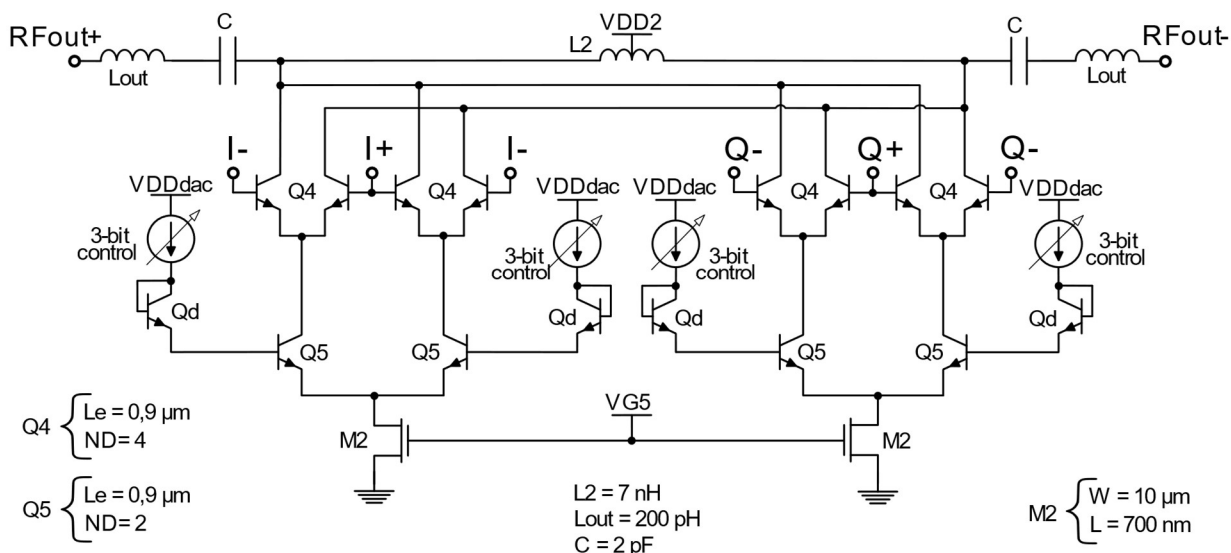 RFout+
C
VDD2
C
RFout-
Lout
L2
Lout
I-
I+
I-
Q-
Q+
Q-
VDDdac
Q4
Q4
VDDdac
VDDdac
Q4
Q4
VDDdac
3-bit
control
3-bit
control
3-bit
control
3-bit
control
Qd
Qd
Qd
Qd
Q5
Q5
Q5
Q5
VG5
M2
M2
Q4
Le = 0,9 µm
ND= 4
Q5
Le = 0,9 µm
ND= 2
L2 = 7 nH
Lout = 200 pH
C = 2 pF
M2
W = 10 µm
L = 700 nm